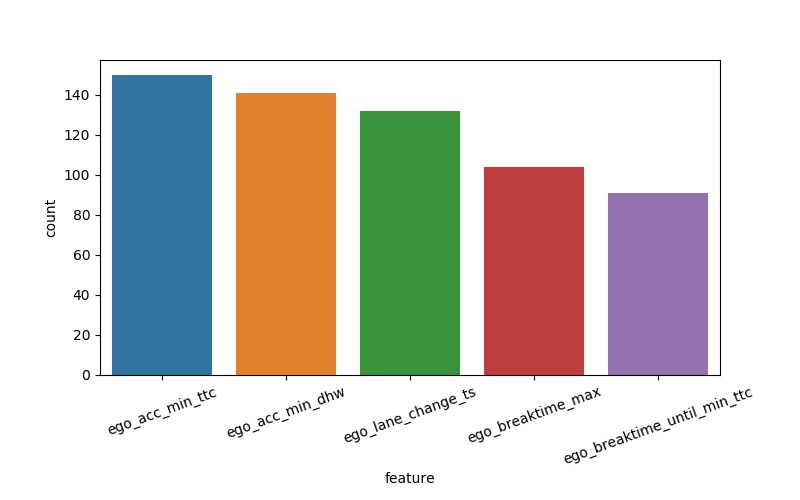 140
120
100
80
60
40
20
0
count
ego_acc_min_ttc
ego_acc_min_dhw
ego_lane_change_ts
ego_breaktime_max
ego_breaktime_until_min_ttc
feature